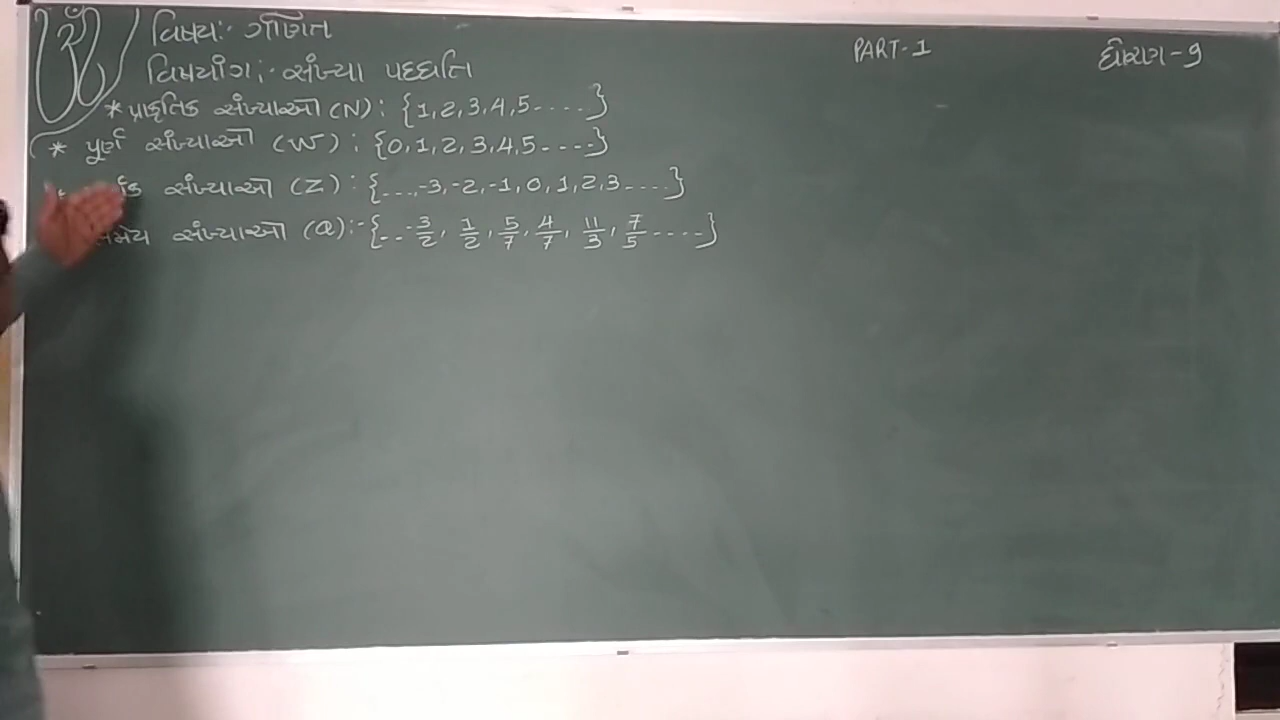 વિષય:- ગણિત
PART-1
ધોરણ-9
વિષયાંગ:- સંખ્યા પદ્ધતિ
* પ્રાકૃતિક સંખ્યાઓ (N): {1,2,3,4,5.....}
* પૂર્ણ સંખ્યાઓ (W): {0,1,2,3,4,5-----}
સંખ્યાઓ (Z): {...,-3,-2,-1,0,1,2,3.....}
સંખ્યાઓ (Q):-{-- -3/2, 1/2, 5/7, 4/7, 11/3, 7/5 ----}